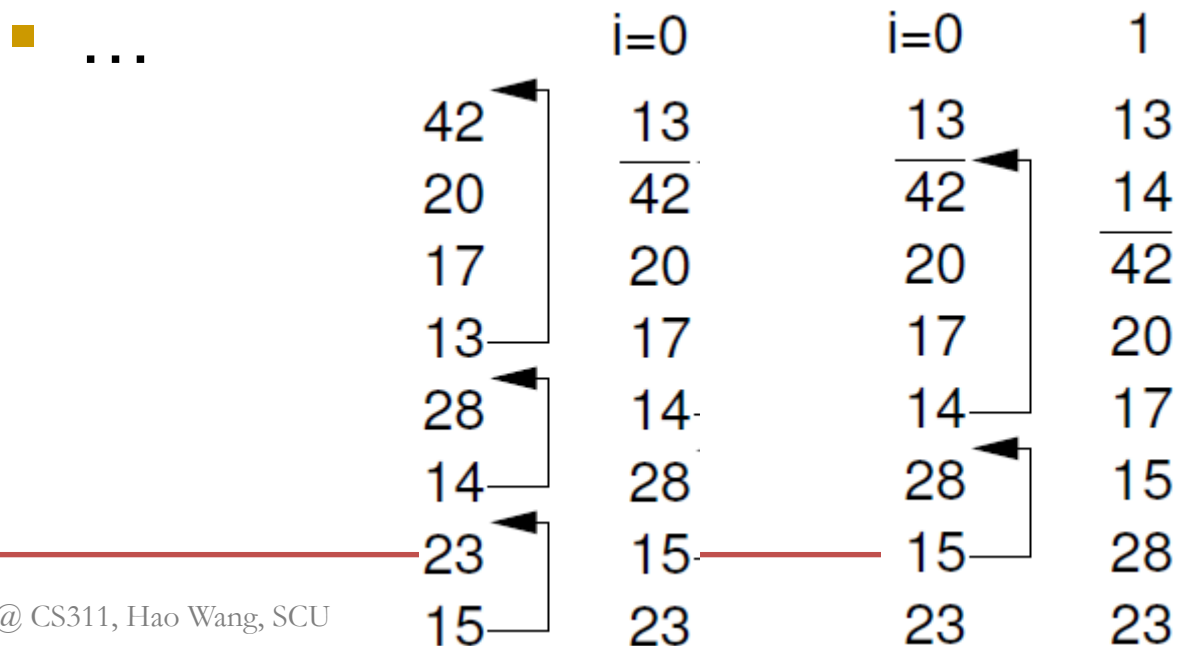 ...
i=0 i=0 1
42 13 13 13
20 42 42 14
17 20 20 42
13 17 17 20
28 14 14 17
14 28 28 15
23 15 15 28
@ CS311, Hao Wang, SCU
15 23 23 23